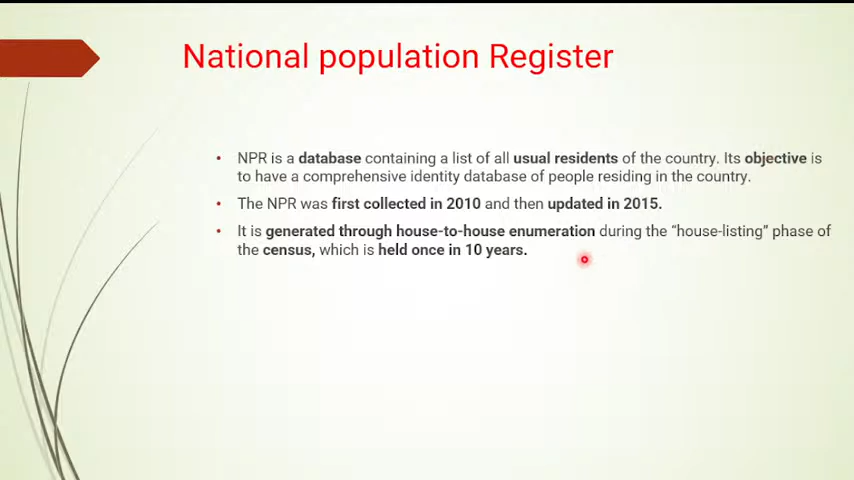 National population Register
• NPR is a database containing a list of all usual residents of the country. Its objective is
to have a comprehensive identity database of people residing in the country.
• The NPR was first collected in 2010 and then updated in 2015.
• It is generated through house-to-house enumeration during the “house-listing” phase of
the census, which is held once in 10 years.